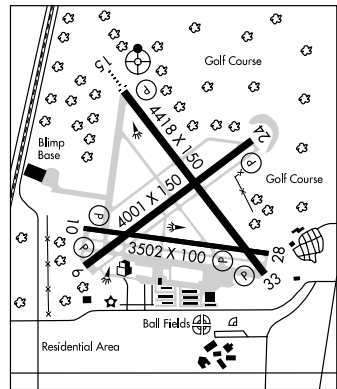 Golf Course
15
P
4418 X 150
24
Blimp
Base
P
Golf Course
4001 X 150
P
10
P
3502 X 100
P
28
6
P
33
Ball Fields
Residential Area